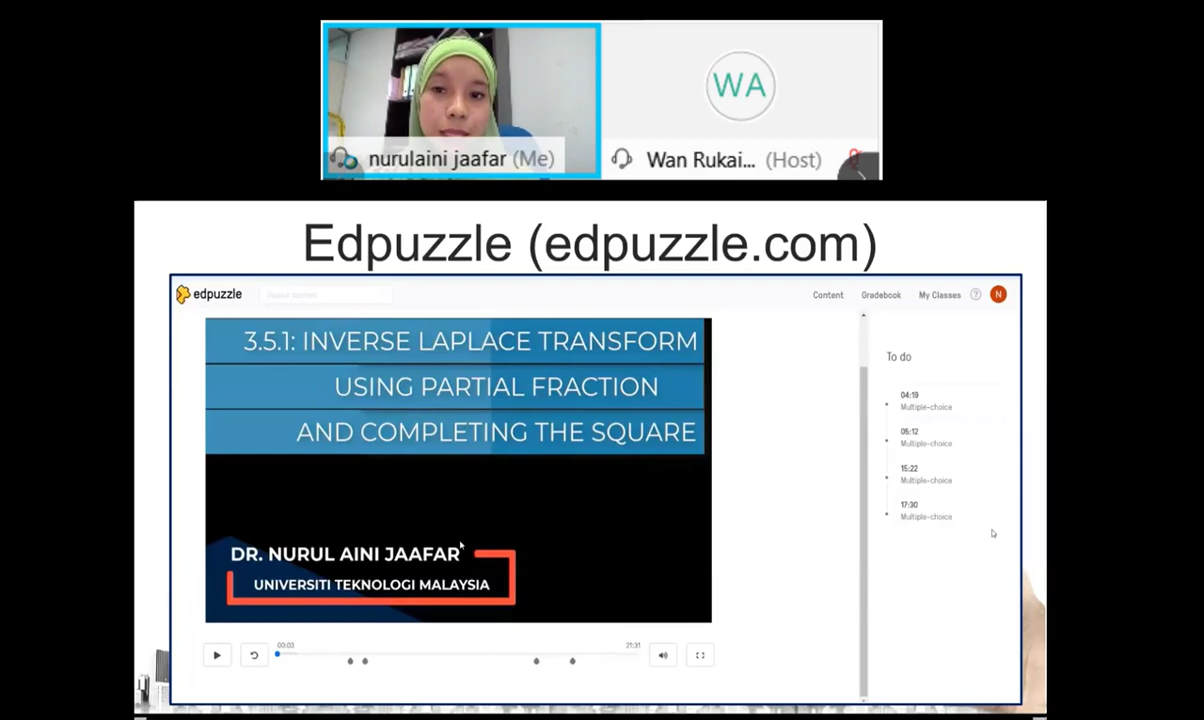 WA
nurulaini jaafar (Me)
Wan Rukai... (Host)
Edpuzzle (edpuzzle.com)
edpuzzle
Content
Gradebook
My Classes
?
N
3.5.1: INVERSE LAPLACE TRANSFORM
USING PARTIAL FRACTION
AND COMPLETING THE SQUARE
DR. NURUL AINI JAAFAR
UNIVERSITI TEKNOLOGI MALAYSIA
00:03
21:31
To do
04:19
Multiple-choice
05:12
Multiple-choice
15:22
Multiple-choice
17:30
Multiple-choice